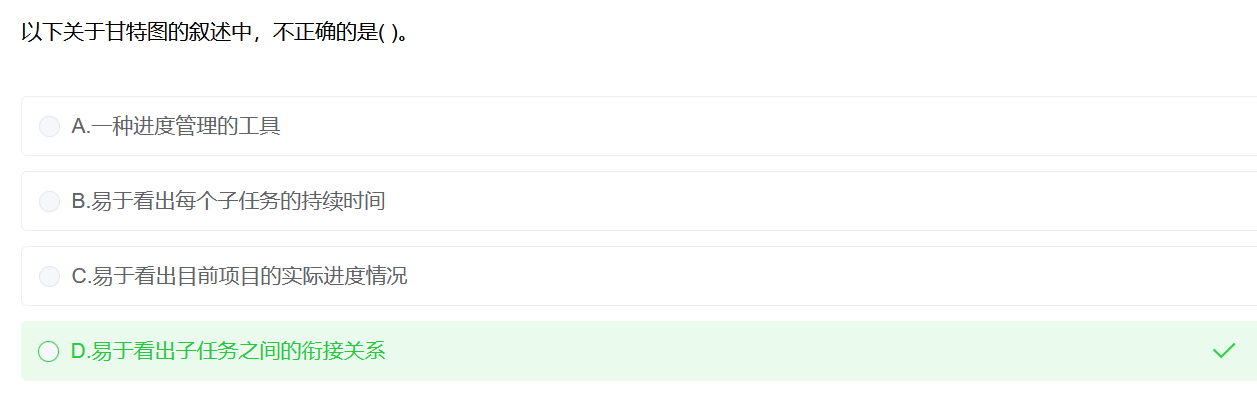 以下关于甘特图的叙述中，不正确的是( )。
A.一种进度管理的工具
B.易于看出每个子任务的持续时间
C.易于看出目前项目的实际进度情况
D.易于看出子任务之间的衔接关系